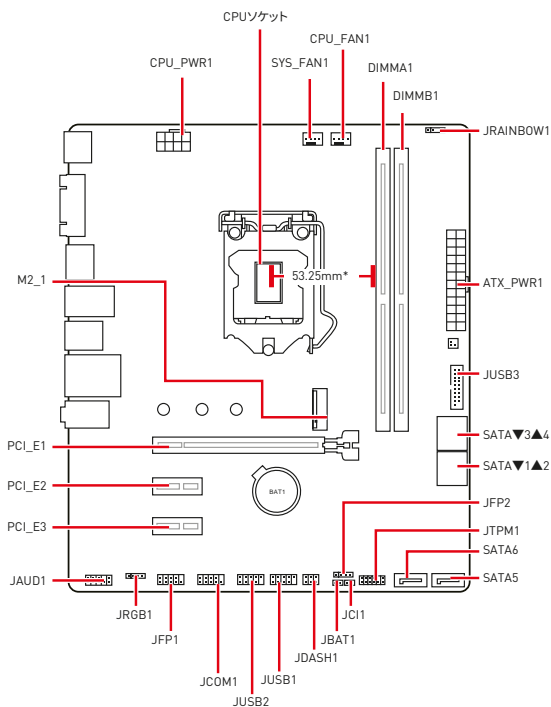 CPUソケット
CPU_FAN1
CPU_PWR1
SYS_FAN1
DIMMA1
DIMMB1
JRAINBOW1
M2_1
53.25mm*
ATX_PWR1
JUSB3
SATA▼3▲4
PCI_E1
SATA▼1▲2
PCI_E2
BAT1
JFP2
PCI_E3
JTPM1
SATA6
JAUD1
SATA5
JRGB1
JCI1
JFP1
JBAT1
JDASH1
JCOM1
JUSB1
JUSB2